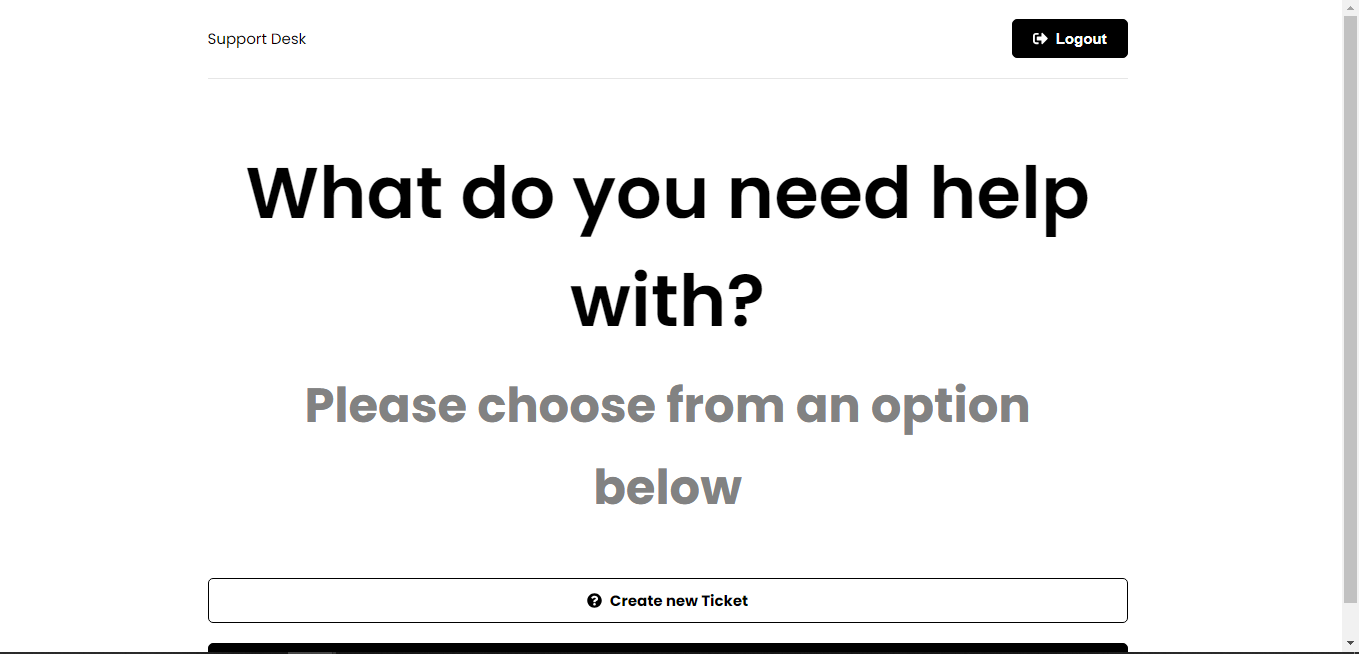 Support Desk
Logout
What do you need help
with?
Please choose from an option
below
Create new Ticket